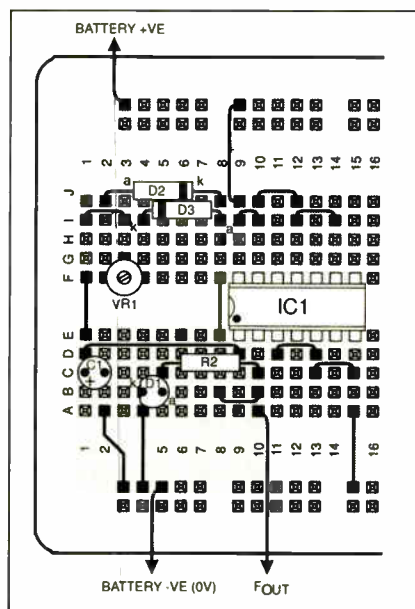 BATTERY +VE
1 2 3 4 5 6 7 8 9 10 11 12 13 14 15 16
J
a D2 k
I
k D3 a
H
G
F
VR1
IC1
E
D
C1
R2
C
+
k D1
B
a
A
1 2 3 4 5 6 7 8 9 10 11 12 13 14 16
BATTERY -VE (0V)
FOUT